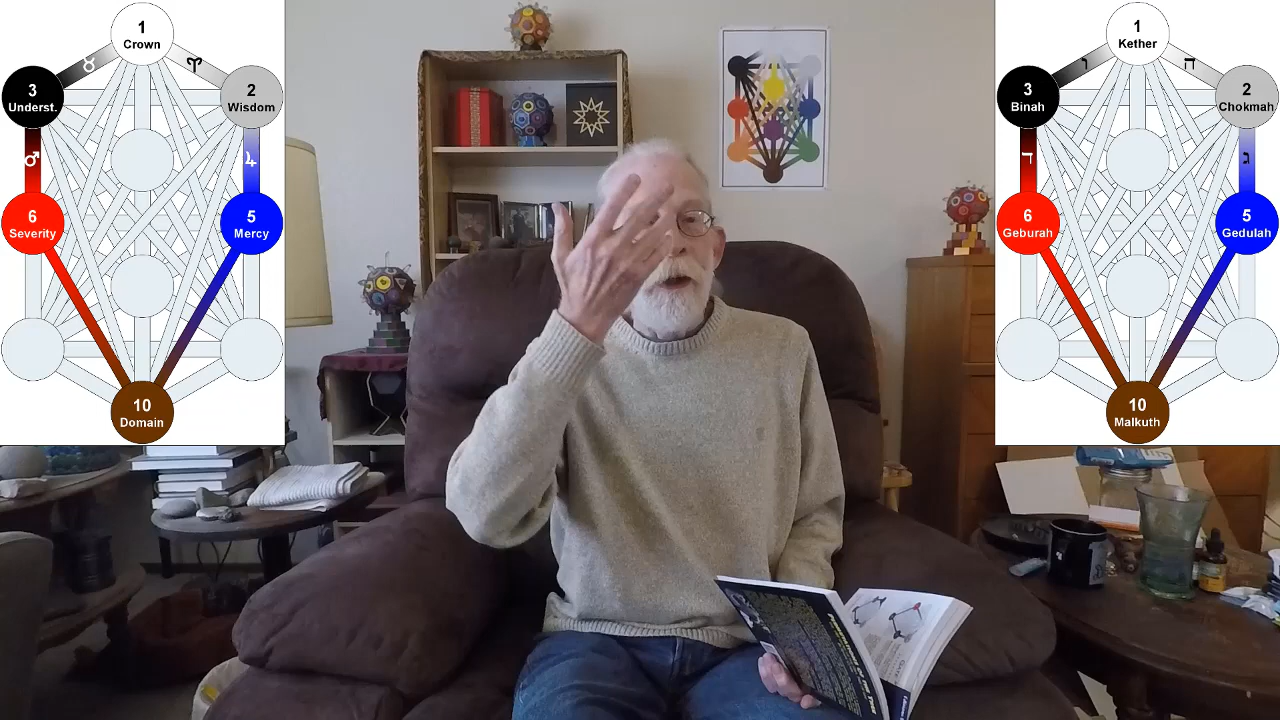 1
Crown
♉
♈
3
Underst.
2
Wisdom
♂
♃
6
Severity
5
Mercy
10
Domain
1
Kether
ו
ה
3
Binah
2
Chokmah
ד
ג
6
Geburah
5
Gedulah
10
Malkuth